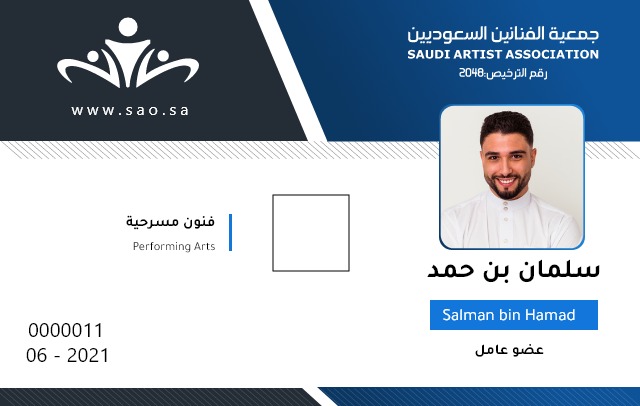 جمعية الفنانين السعوديين
SAUDI ARTIST ASSOCIATION
رقم الترخيص:2048
www.sao.sa
فنون مسرحية
Performing Arts
سلمان بن حمد
Salman bin Hamad
عضو عامل
0000011
06 - 2021